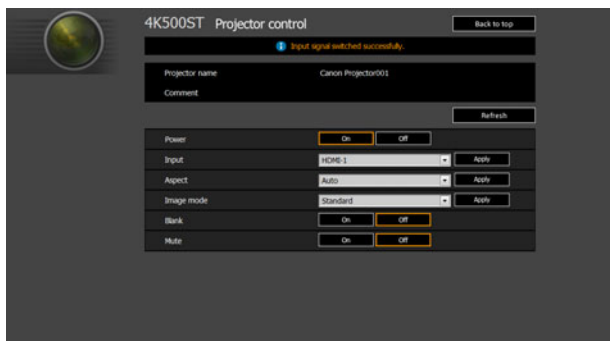 4K500ST Projector control
Back to top
Input signal switched successfully.
Projector name Canon Projector001
Comment
Refresh
Power On Off
Input HDMI-1 Apply
Aspect Auto Apply
Image mode Standard Apply
Blank On Off
Mute On Off